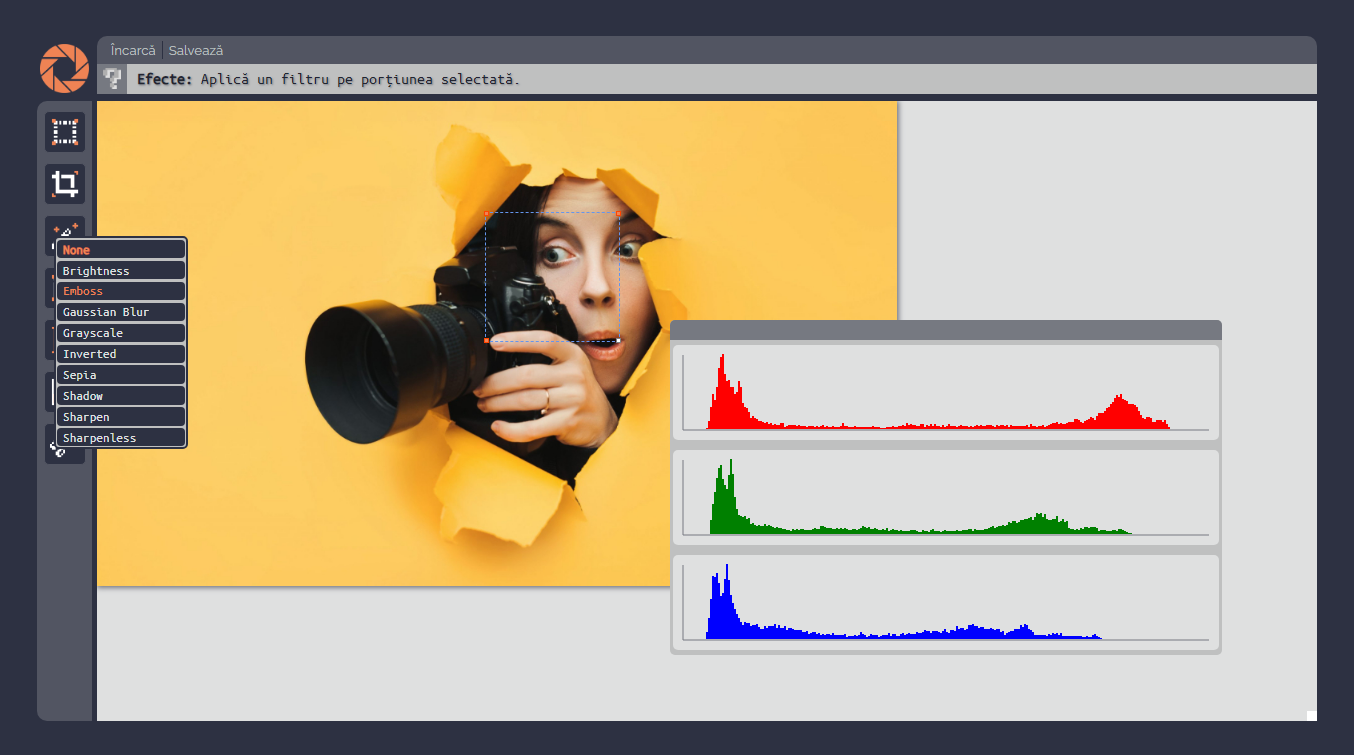 Încarcă Salvează
Efecte: Aplică un filtru pe porțiunea selectată.
None
Brightness
Emboss
Gaussian Blur
Grayscale
Inverted
Sepia
Shadow
Sharpen
Sharpenless